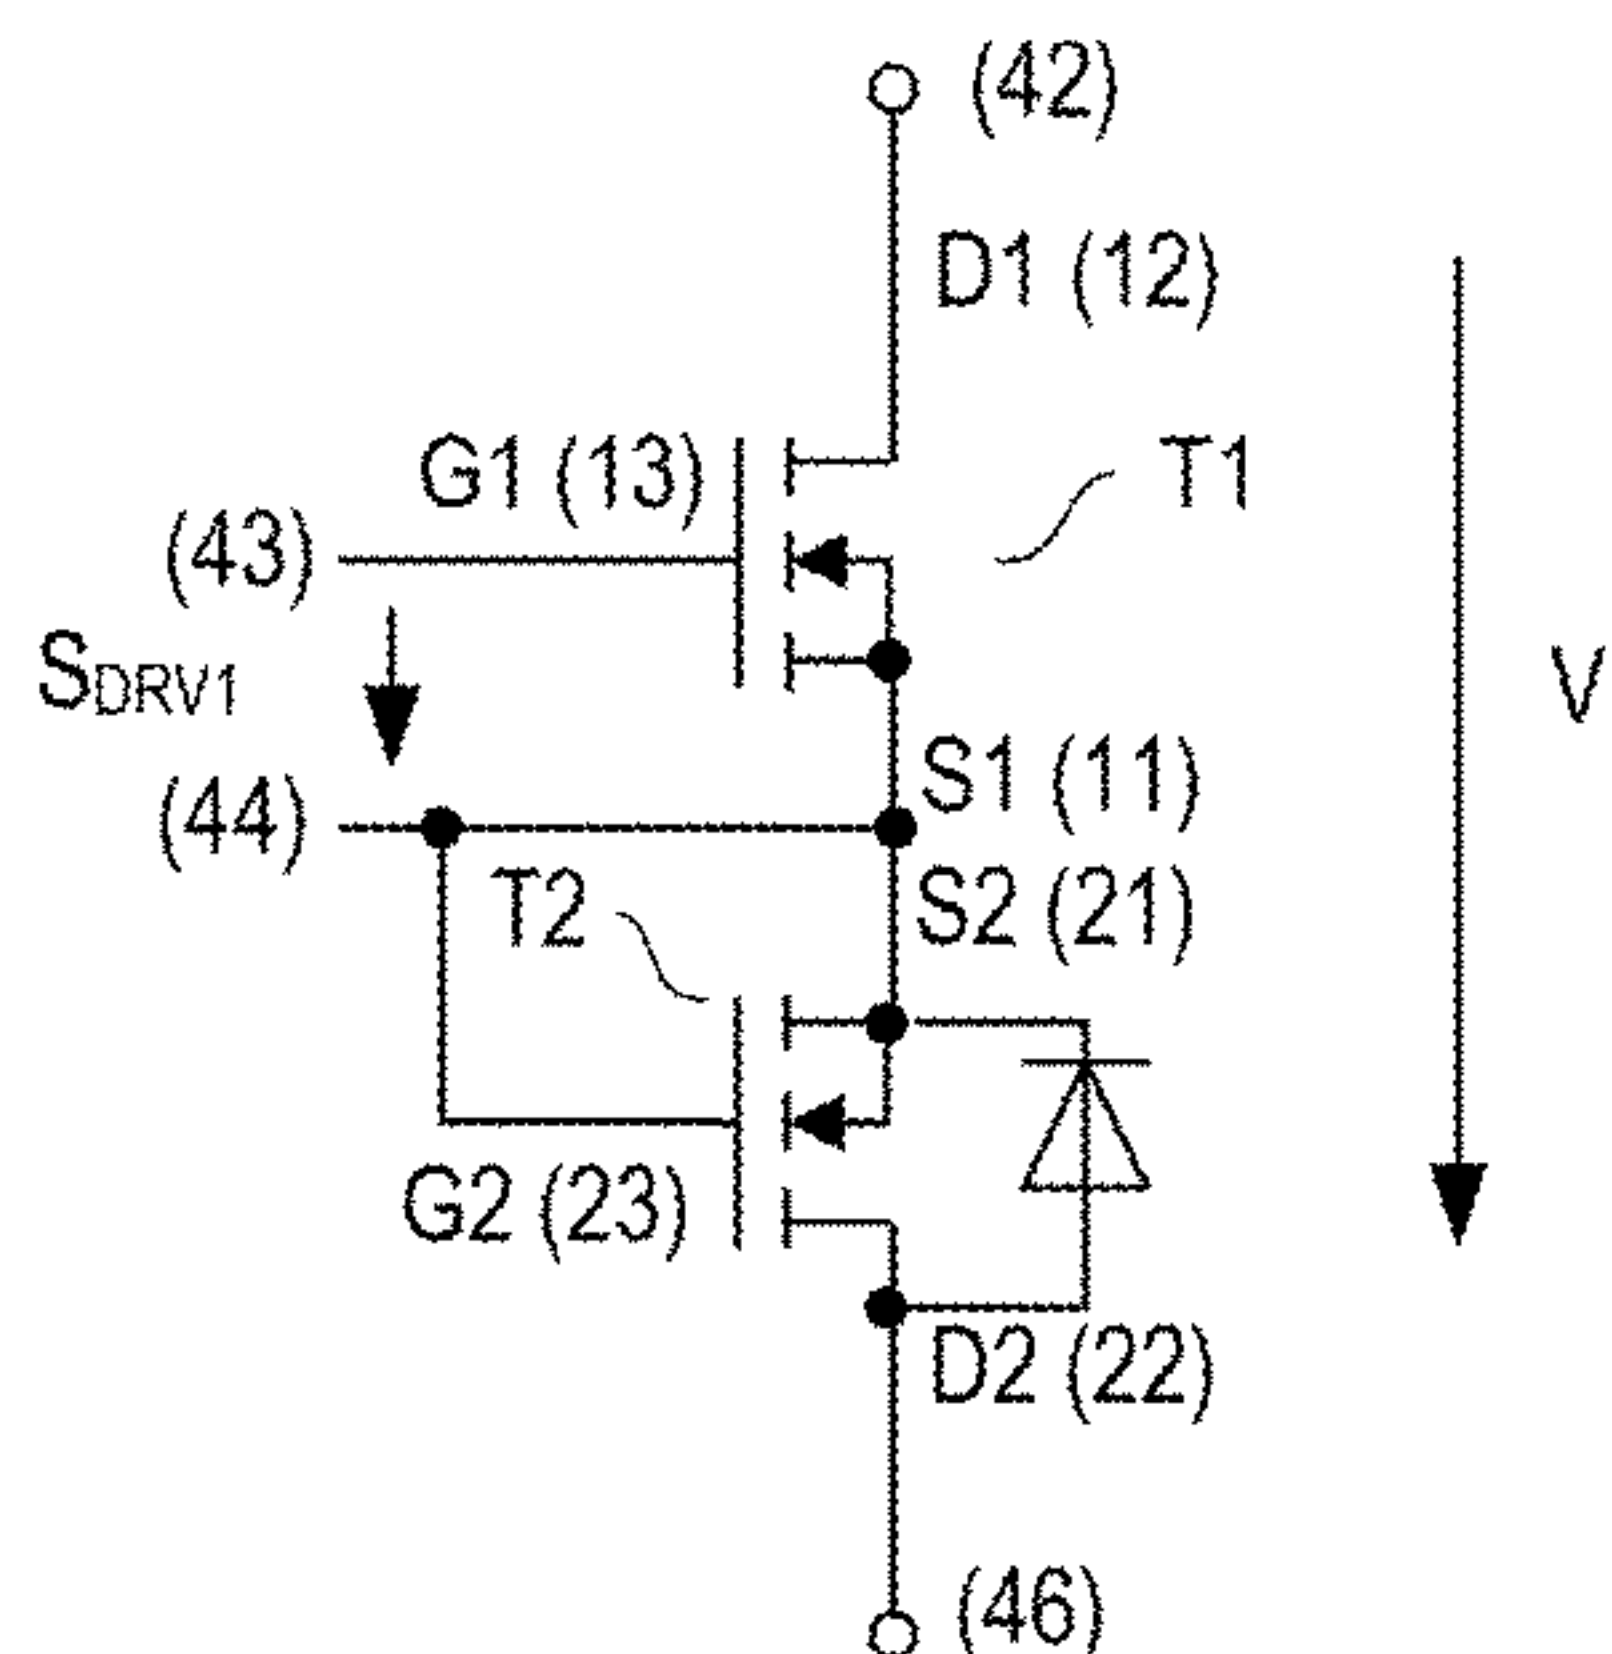 (42)
D1 (12)
G1 (13)
T1
(43)
SDRV1
V
S1 (11)
(44)
T2
S2 (21)
G2 (23)
D2 (22)
(46)